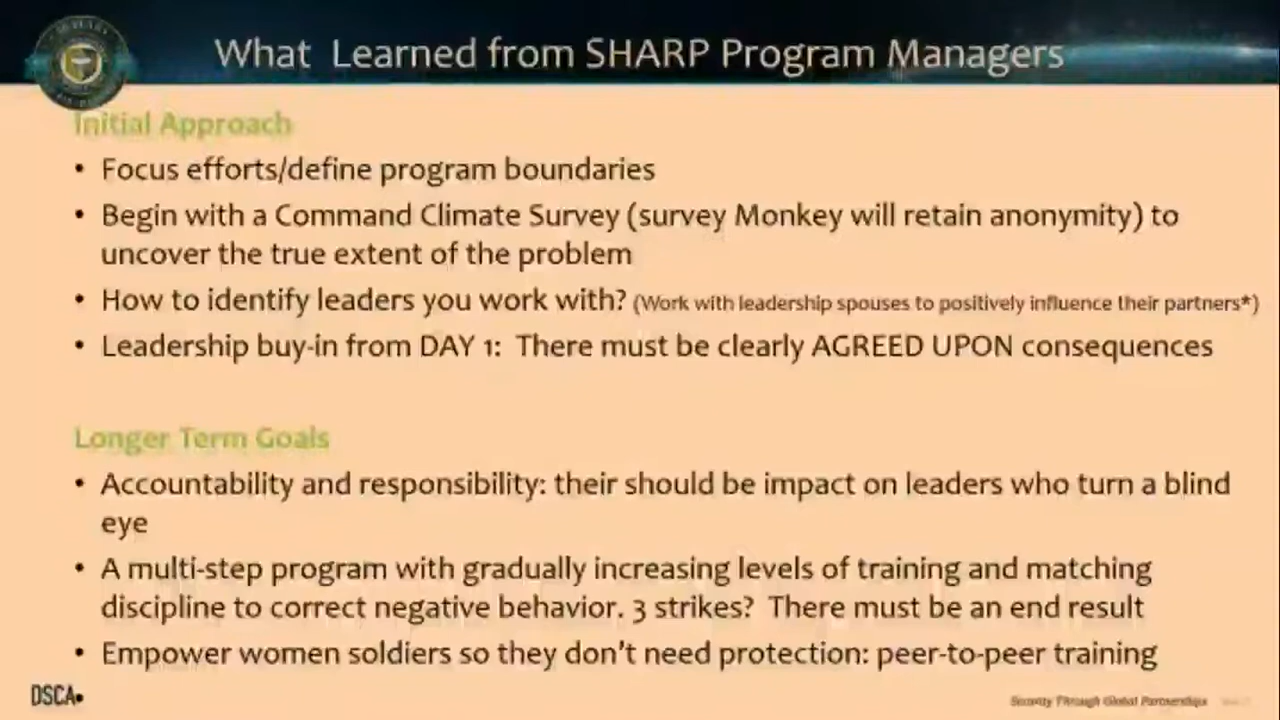 What Learned from SHARP Program Managers
Initial Approach
• Focus efforts/define program boundaries
• Begin with a Command Climate Survey (survey Monkey will retain anonymity) to
uncover the true extent of the problem
• How to identify leaders you work with? (Work with leadership spouses to positively influence their partners*)
• Leadership buy-in from DAY 1: There must be clearly AGREED UPON consequences
Longer Term Goals
• Accountability and responsibility: their should be impact on leaders who turn a blind
eye
• A multi-step program with gradually increasing levels of training and matching
discipline to correct negative behavior. 3 strikes? There must be an end result
• Empower women soldiers so they don't need protection: peer-to-peer training
DSCA
Security Through Global Partnerships